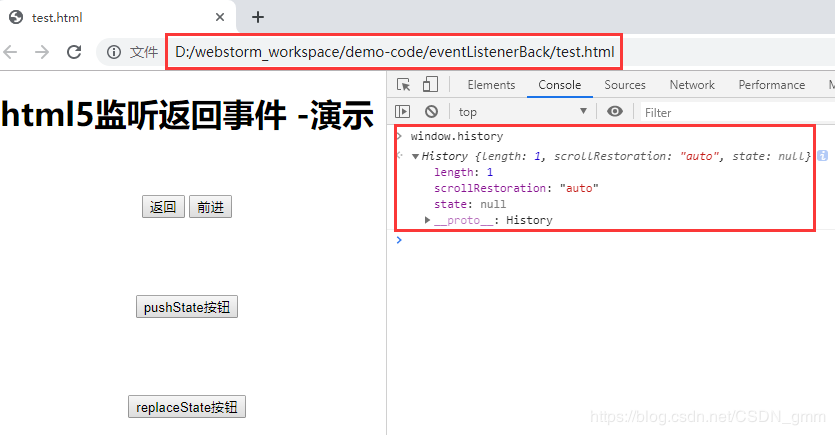 test.html
文件 D:/webstorm_workspace/demo-code/eventListenerBack/test.html
html5监听返回事件 -演示
返回 前进
pushState按钮
replaceState按钮
Elements Console Sources Network Performance
top Filter
window.history
History {length: 1, scrollRestoration: "auto", state: null}
length: 1
scrollRestoration: "auto"
state: null
__proto__: History
https://blog.csdn.net/CSDN_gmm